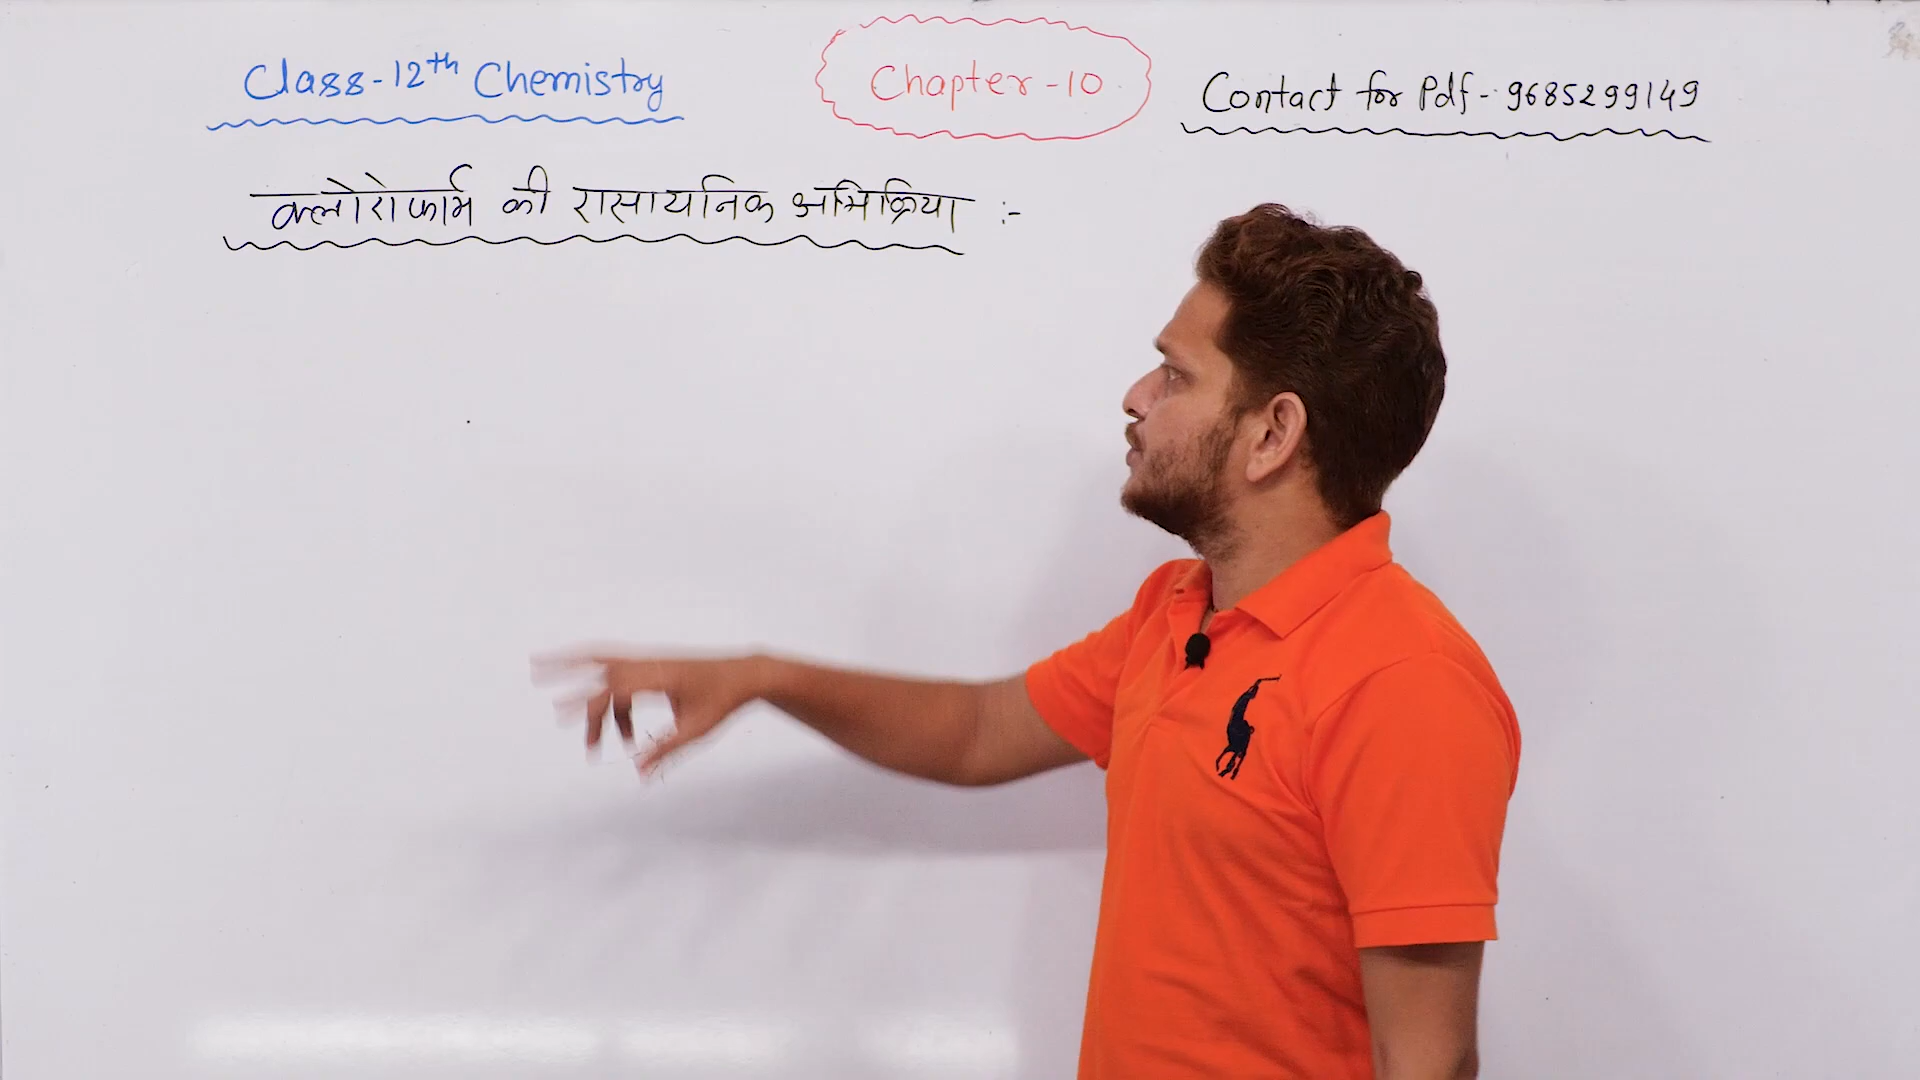 Class-12th Chemistry
Chapter-10
Contact for Pdf-9685299149
क्लोरोफार्म की रासायनिक अभिक्रिया :-